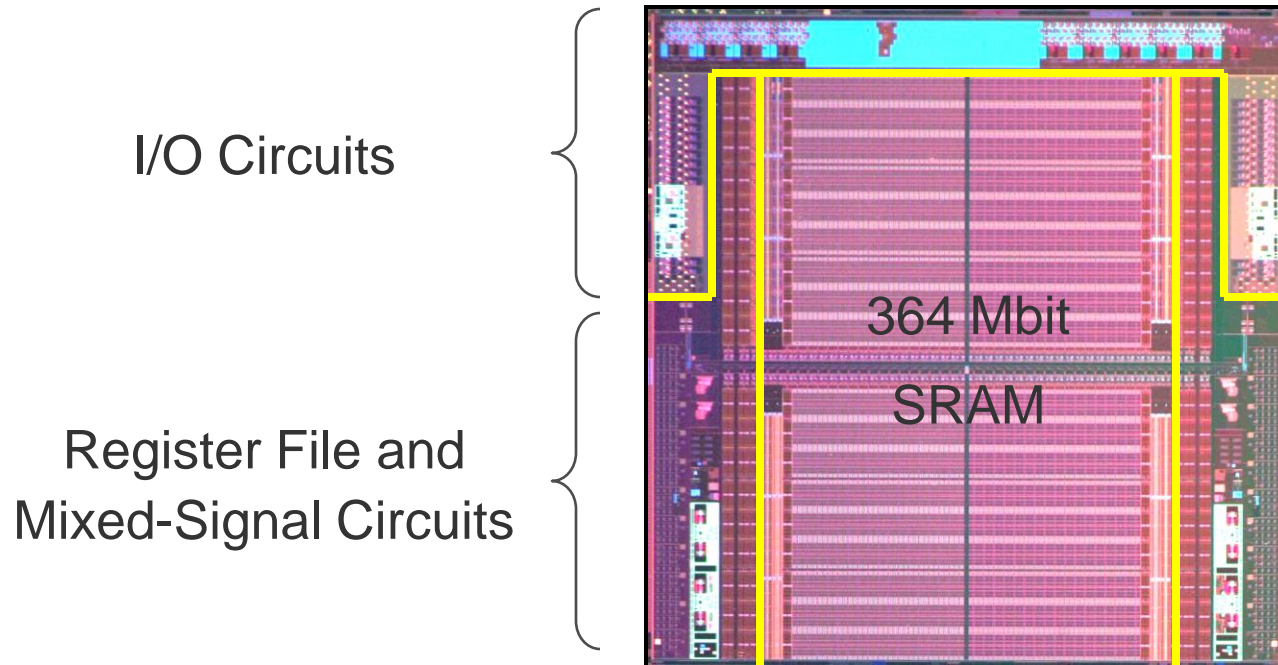 I/O Circuits
364 Mbit
SRAM
Register File and
Mixed-Signal Circuits